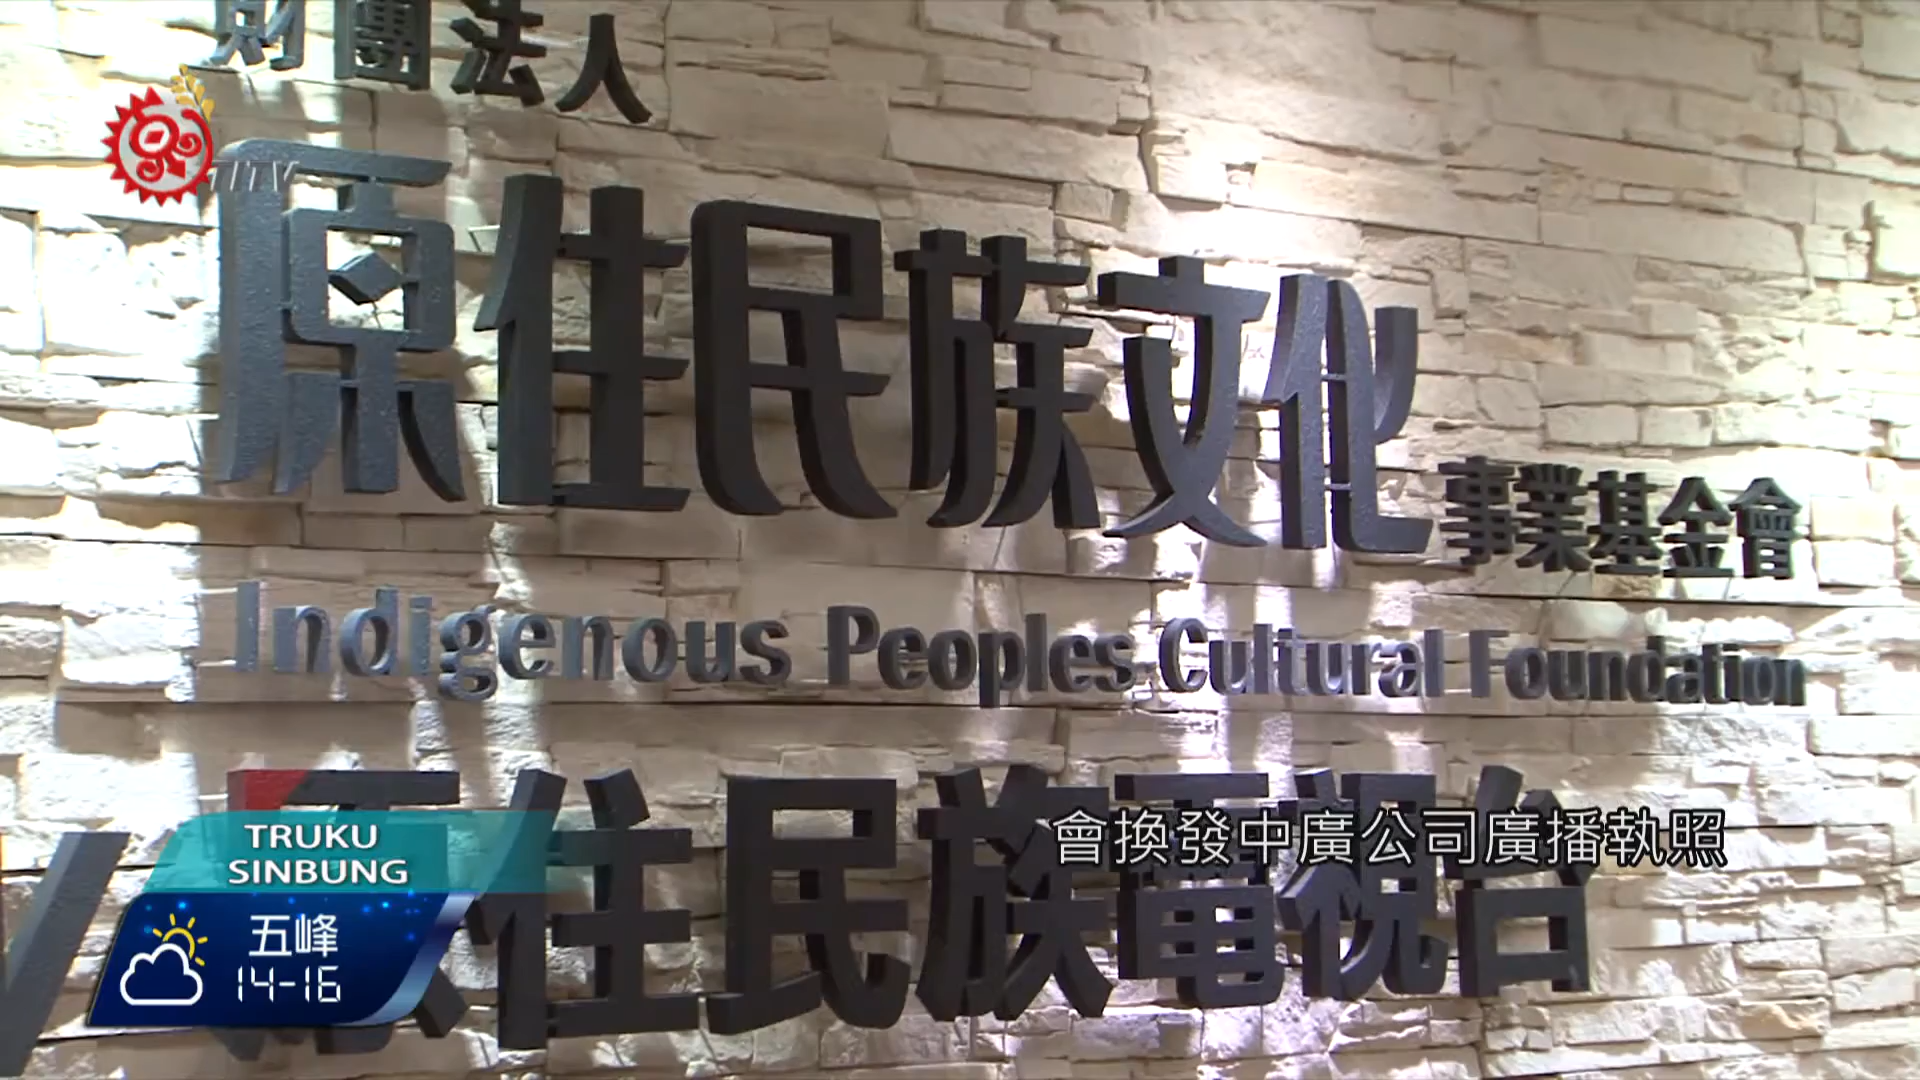 財團法人
TITV
原住民族文化事業基金會
Indigenous Peoples Cultural Foundation
原住民族電視台
會換發中廣公司廣播執照
TRUKU
SINBUNG
五峰
14-16